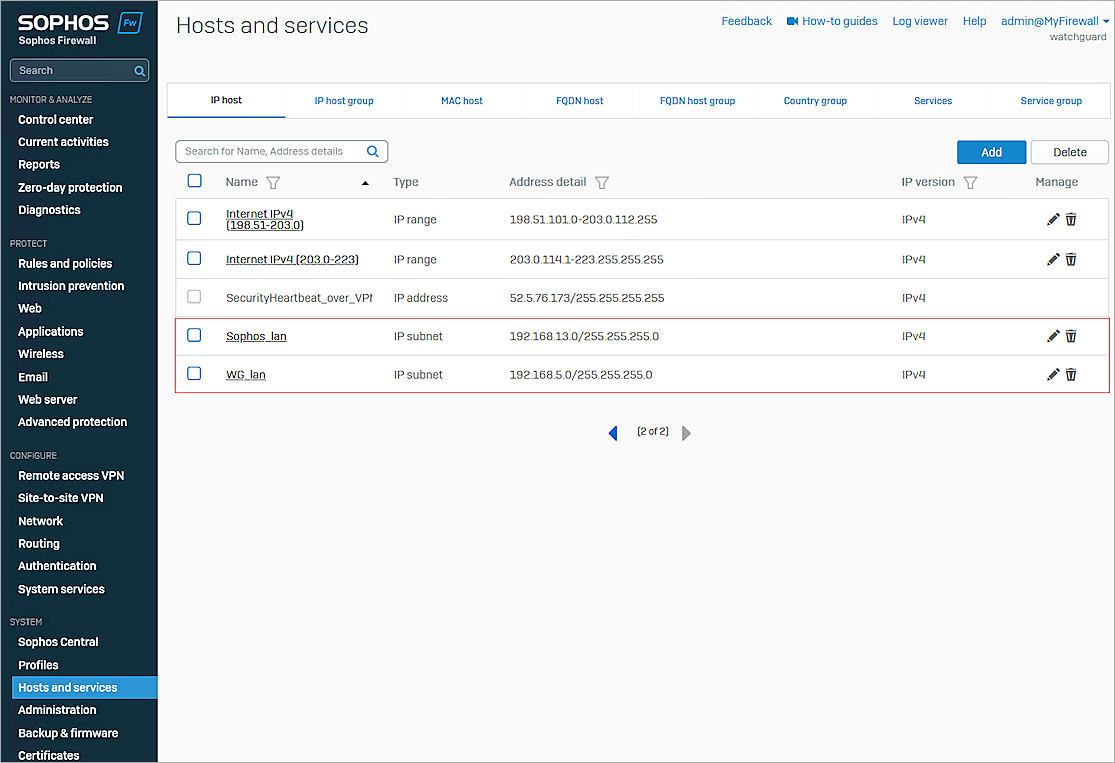 SOPHOS Fw
Sophos Firewall
Search
MONITOR & ANALYZE
Control center
Current activities
Reports
Zero-day protection
Diagnostics
PROTECT
Rules and policies
Intrusion prevention
Web
Applications
Wireless
Email
Web server
Advanced protection
CONFIGURE
Remote access VPN
Site-to-site VPN
Network
Routing
Authentication
System services
SYSTEM
Sophos Central
Profiles
Hosts and services
Administration
Backup & firmware
Certificates
Hosts and services
Feedback How-to guides Log viewer Help admin@MyFirewall
watchguard
IP host IP host group MAC host FQDN host FQDN host group Country group Services Service group
Search for Name, Address details Add Delete
Name Type Address detail IP version Manage
Internet IPv4
(198.51-203.0) IP range 198.51.101.0-203.0.112.255 IPv4
Internet IPv4 (203.0-223) IP range 203.0.114.1-223.255.255.255 IPv4
SecurityHeartbeat_over_VPN IP address 52.5.76.173/255.255.255.255 IPv4
Sophos_lan IP subnet 192.168.13.0/255.255.255.0 IPv4
WG_lan IP subnet 192.168.5.0/255.255.255.0 IPv4
(2 of 2)